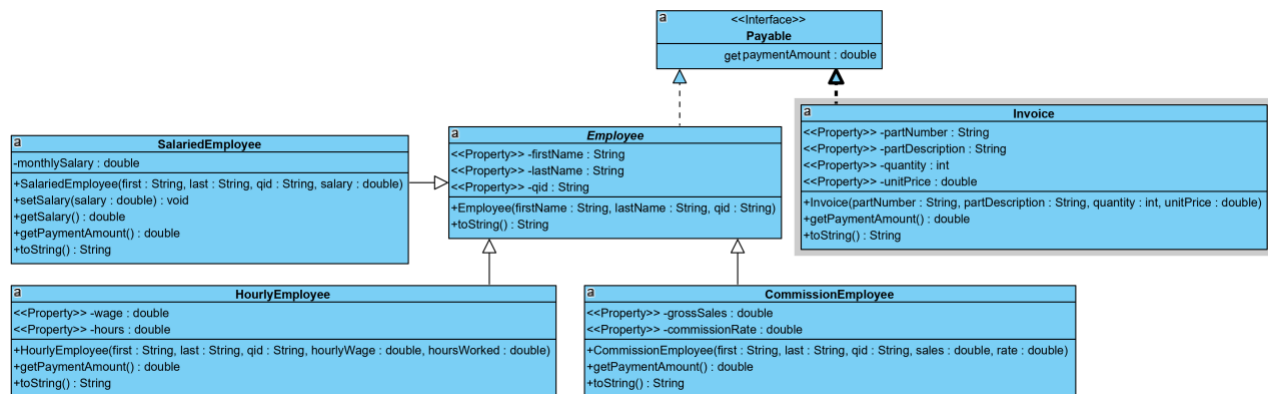 a
<<Interface>>
Payable
get paymentAmount : double
a
Invoice
<<Property>> -partNumber : String
<<Property>> -partDescription : String
<<Property>> -quantity : int
<<Property>> -unitPrice : double
+Invoice(partNumber : String, partDescription : String, quantity : int, unitPrice : double)
+getPaymentAmount() : double
+toString() : String
a
Employee
<<Property>> -firstName : String
<<Property>> -lastName : String
<<Property>> -qid : String
+Employee(firstName : String, lastName : String, qid : String)
+toString() : String
a
SalariedEmployee
-monthlySalary : double
+SalariedEmployee(first : String, last : String, qid : String, salary : double)
+setSalary(salary : double) : void
+getSalary() : double
+getPaymentAmount() : double
+toString() : String
a
HourlyEmployee
<<Property>> -wage : double
<<Property>> -hours : double
+HourlyEmployee(first : String, last : String, qid : String, hourlyWage : double, hoursWorked : double)
+getPaymentAmount() : double
+toString() : String
a
CommissionEmployee
<<Property>> -grossSales : double
<<Property>> -commissionRate : double
+CommissionEmployee(first : String, last : String, qid : String, sales : double, rate : double)
+getPaymentAmount() : double
+toString() : String